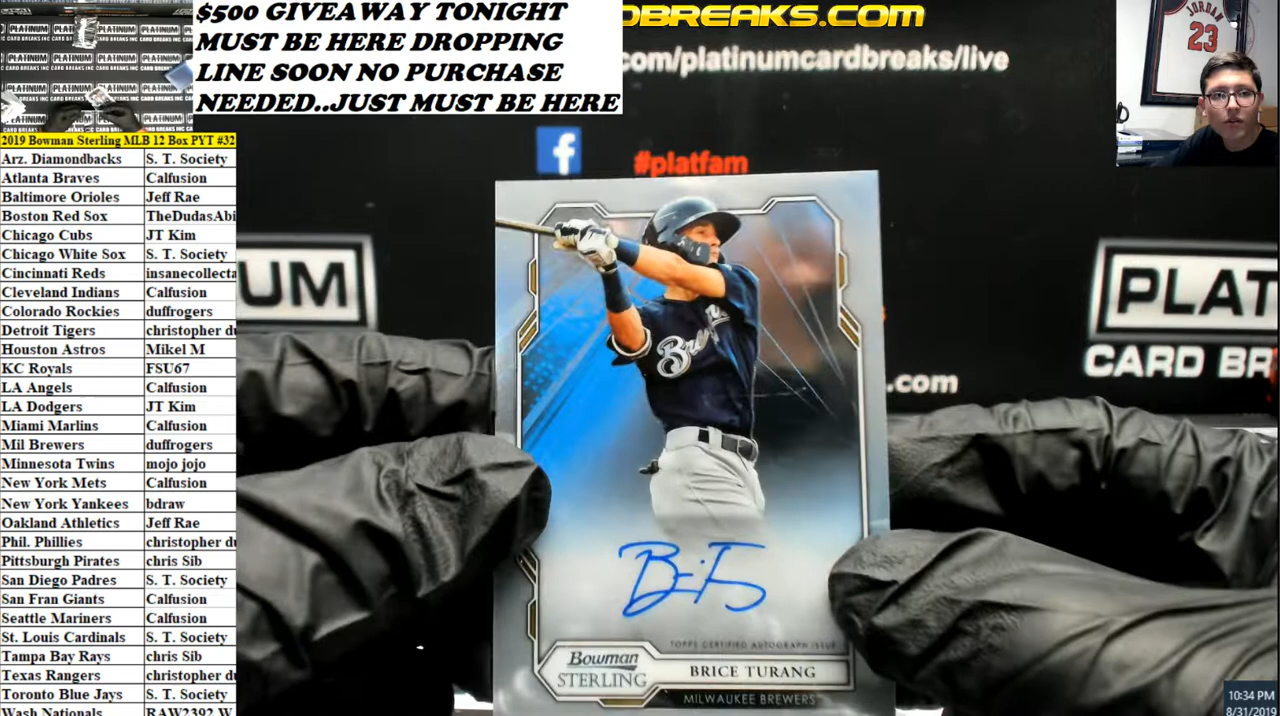 $500 GIVEAWAY TONIGHT
MUST BE HERE DROPPING
LINE SOON NO PURCHASE
NEEDED..JUST MUST BE HERE
DBREAKS.COM
com/platinumcardbreaks/live
JORDAN
23
f
#platfam
2019 Bowman Sterling MLB 12 Box PYT #32
Arz. Diamondbacks S. T. Society
Atlanta Braves Calfusion
Baltimore Orioles Jeff Rae
Boston Red Sox TheDudasAbi
Chicago Cubs JT Kim
Chicago White Sox S. T. Society
Cincinnati Reds insanecollecta
Cleveland Indians Calfusion
Colorado Rockies duffrogers
Detroit Tigers christopher du
Houston Astros Mikel M
KC Royals FSU67
LA Angels Calfusion
LA Dodgers JT Kim
Miami Marlins Calfusion
Mil Brewers duffrogers
Minnesota Twins mojo jojo
New York Mets Calfusion
New York Yankees bdraw
Oakland Athletics Jeff Rae
Phil. Phillies christopher du
Pittsburgh Pirates chris Sib
San Diego Padres S. T. Society
San Fran Giants Calfusion
Seattle Mariners Calfusion
St. Louis Cardinals S. T. Society
Tampa Bay Rays chris Sib
Texas Rangers christopher du
Toronto Blue Jays S. T. Society
Wash Nationals RAW2392 W
UM
PLAT
CARD BR
.com
Brewers
TOPPS CERTIFIED AUTOGRAPH ISSUE
Bowman
STERLING
BRICE TURANG
MILWAUKEE BREWERS
10:34 PM
8/31/2019